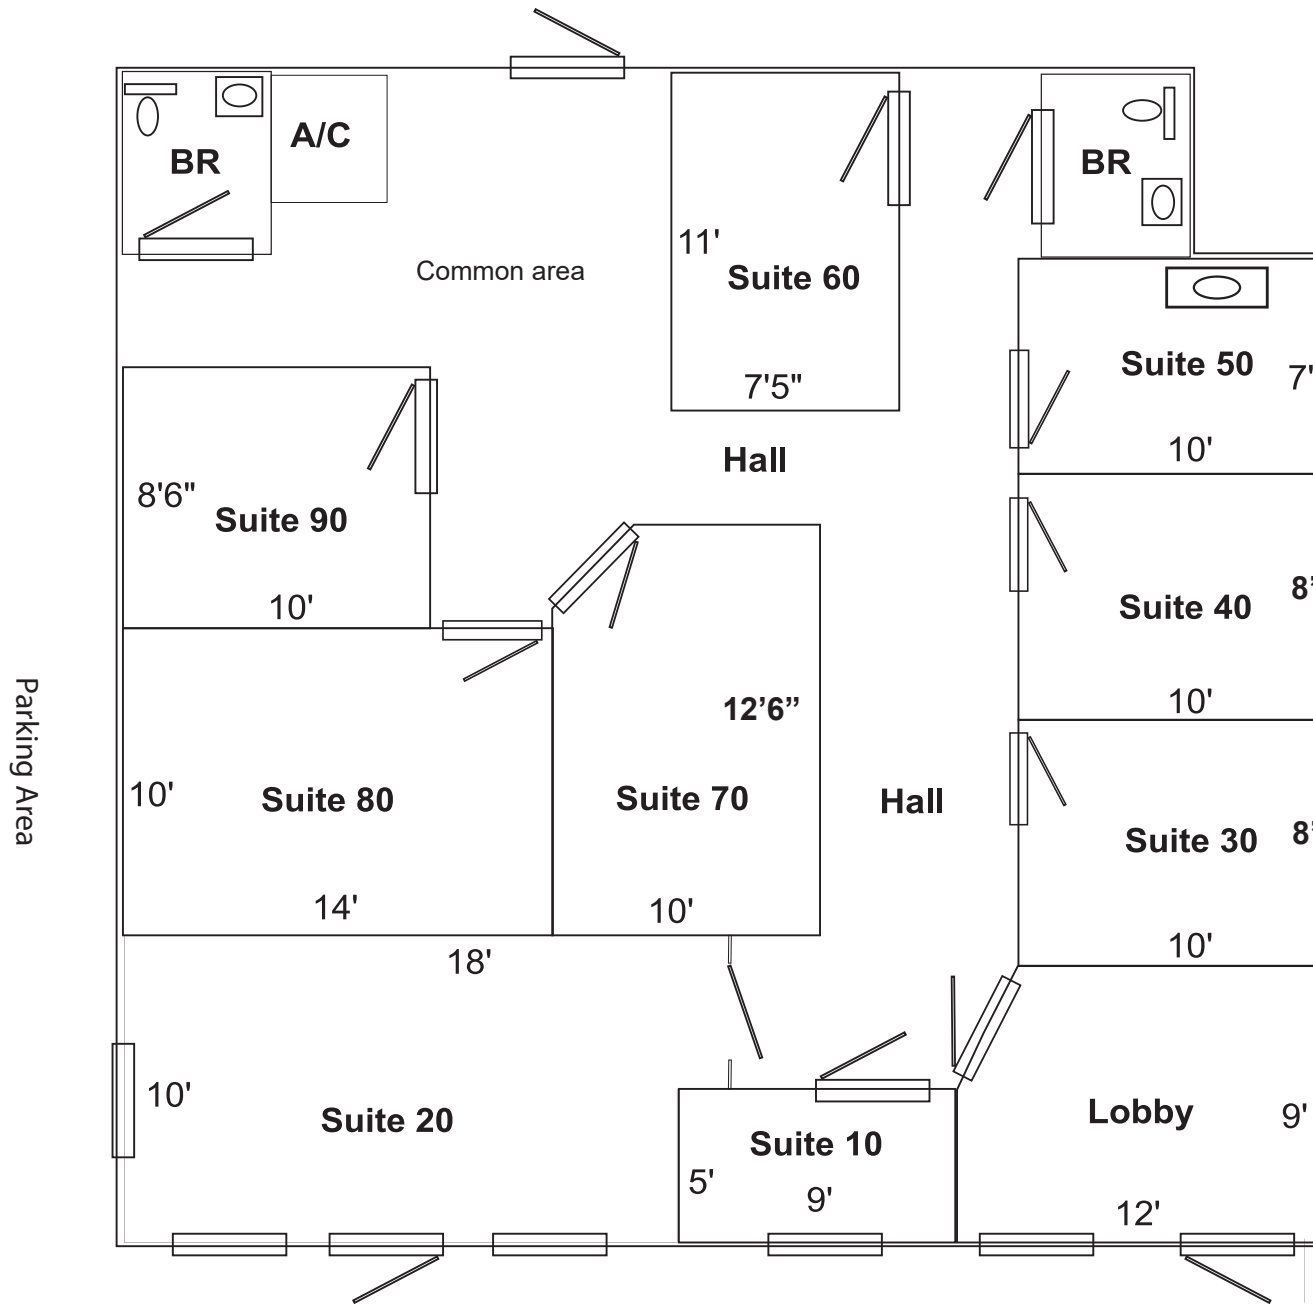 BR
A/C
BR
Common area
11'
Suite 60
7'5"
Suite 50
7'
10'
Hall
8'6"
Suite 90
10'
Suite 40
8'
10'
Parking Area
12’6”
10'
Suite 80
14'
Suite 70
10'
Hall
Suite 30
8'
10'
18'
10'
Suite 20
Suite 10
5'
9'
Lobby
9'
12'